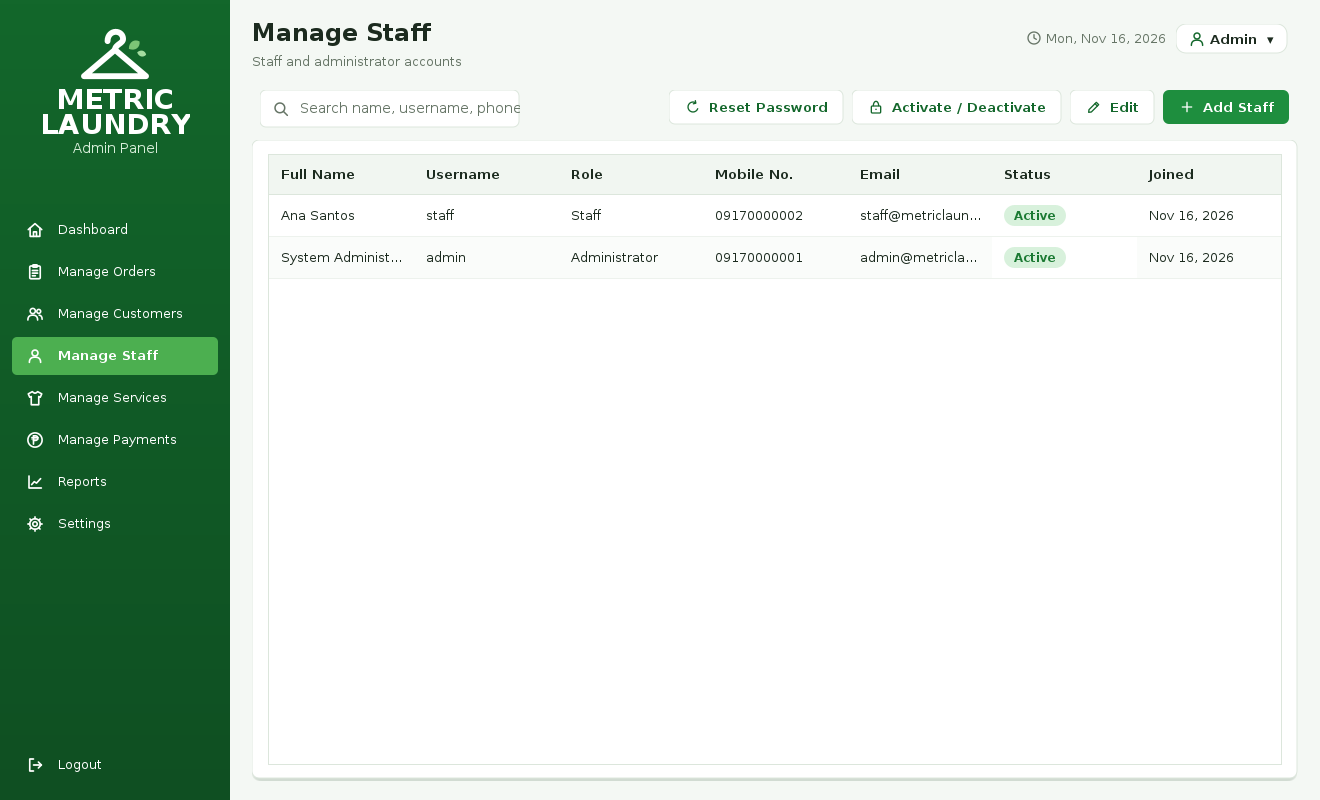 METRIC
LAUNDRY
Admin Panel
Dashboard
Manage Orders
Manage Customers
Manage Staff
Manage Services
Manage Payments
Reports
Settings
Logout
Manage Staff
Staff and administrator accounts
Mon, Nov 16, 2026
Admin ▾
Search name, username, phone
Reset Password
Activate / Deactivate
Edit
+ Add Staff
Full Name Username Role Mobile No. Email Status Joined
Ana Santos staff Staff 09170000002 staff@metriclaun... Active Nov 16, 2026
System Administ... admin Administrator 09170000001 admin@metricla... Active Nov 16, 2026